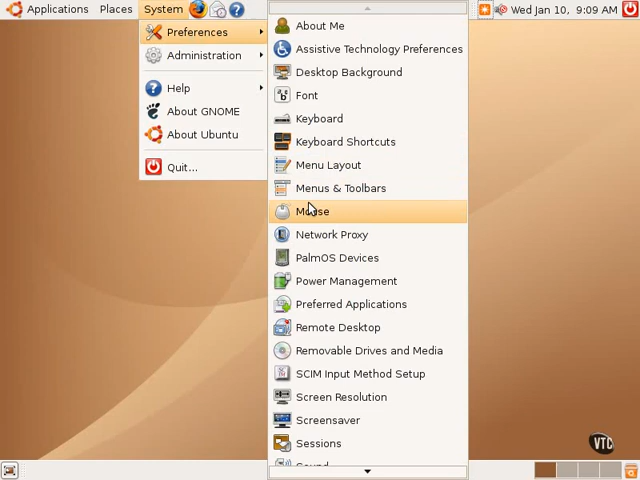 Applications Places System Wed Jan 10, 9:09 AM
Preferences
Administration
Help
About GNOME
About Ubuntu
Quit...
About Me
Assistive Technology Preferences
Desktop Background
Font
Keyboard
Keyboard Shortcuts
Menu Layout
Menus & Toolbars
Mouse
Network Proxy
PalmOS Devices
Power Management
Preferred Applications
Remote Desktop
Removable Drives and Media
SCIM Input Method Setup
Screen Resolution
Screensaver
Sessions
Sound
VTC